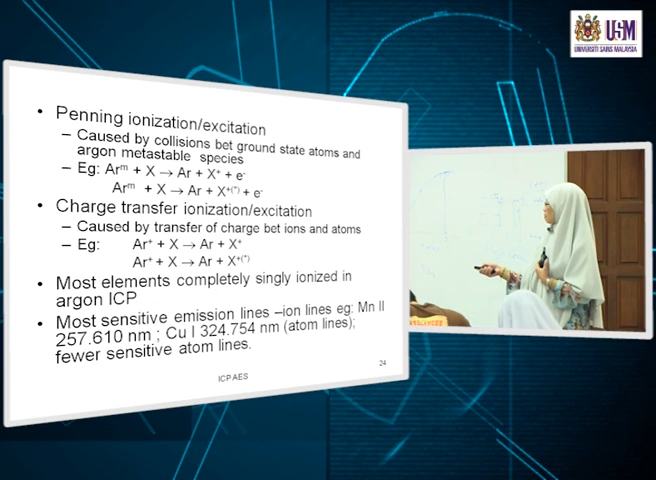 USM
UNIVERSITI SAINS MALAYSIA
• Penning ionization/excitation
– Caused by collisions bet ground state atoms and
argon metastable species
– Eg: Arᵐ + X → Ar + X⁺ + e⁻
Arᵐ + X → Ar + X⁺⁽*⁾ + e⁻
• Charge transfer ionization/excitation
– Caused by transfer of charge bet ions and atoms
– Eg: Ar⁺ + X → Ar + X⁺
Ar⁺ + X → Ar + X⁺⁽*⁾
• Most elements completely singly ionized in
argon ICP
• Most sensitive emission lines –ion lines eg: Mn II
257.610 nm ; Cu I 324.754 nm (atom lines);
fewer sensitive atom lines.
ICPAES
24